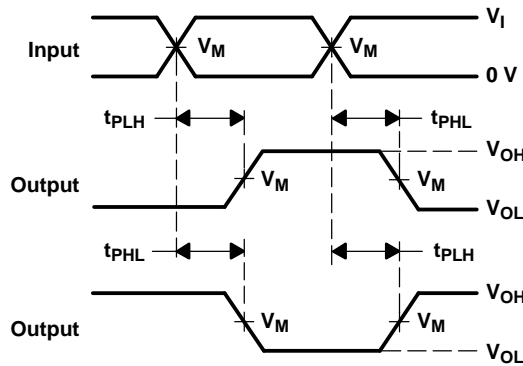 V_I
Input V_M V_M
0 V
t_PLH t_PHL
V_OH
Output V_M V_M
V_OL
t_PHL t_PLH
V_OH
Output V_M V_M
V_OL